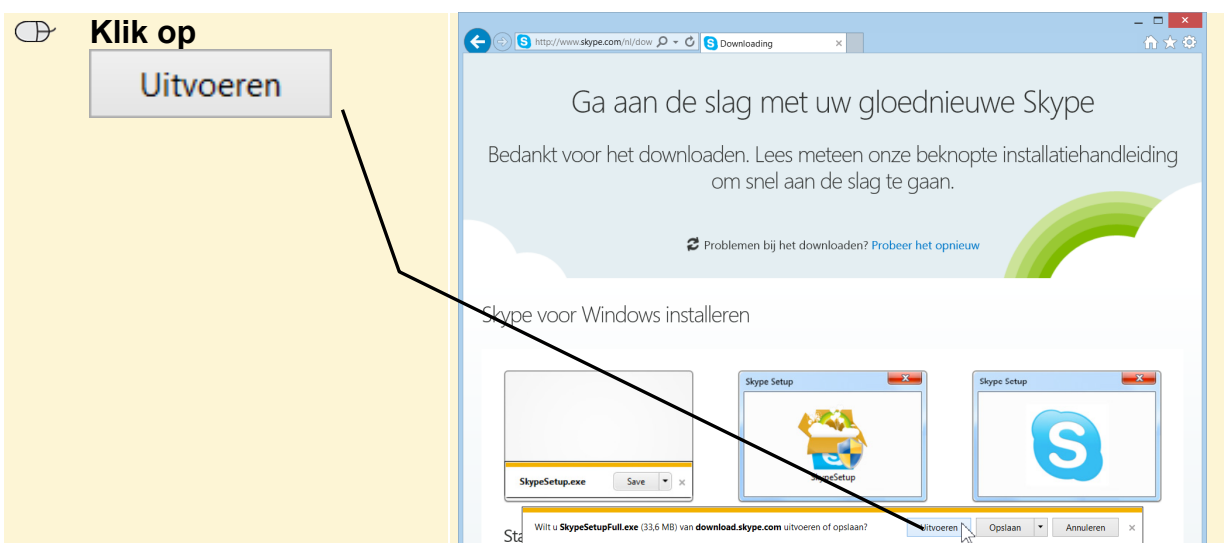 Klik op
Uitvoeren
http://www.skype.com/nl/dow
Downloading
Ga aan de slag met uw gloednieuwe Skype
Bedankt voor het downloaden. Lees meteen onze beknopte installatiehandleiding
om snel aan de slag te gaan.
Problemen bij het downloaden? Probeer het opnieuw
Skype voor Windows installeren
Skype Setup
Skype Setup
SkypeSetup
SkypeSetup.exe Save
Wilt u SkypeSetupFull.exe (33,6 MB) van download.skype.com uitvoeren of opslaan? Uitvoeren Opslaan Annuleren